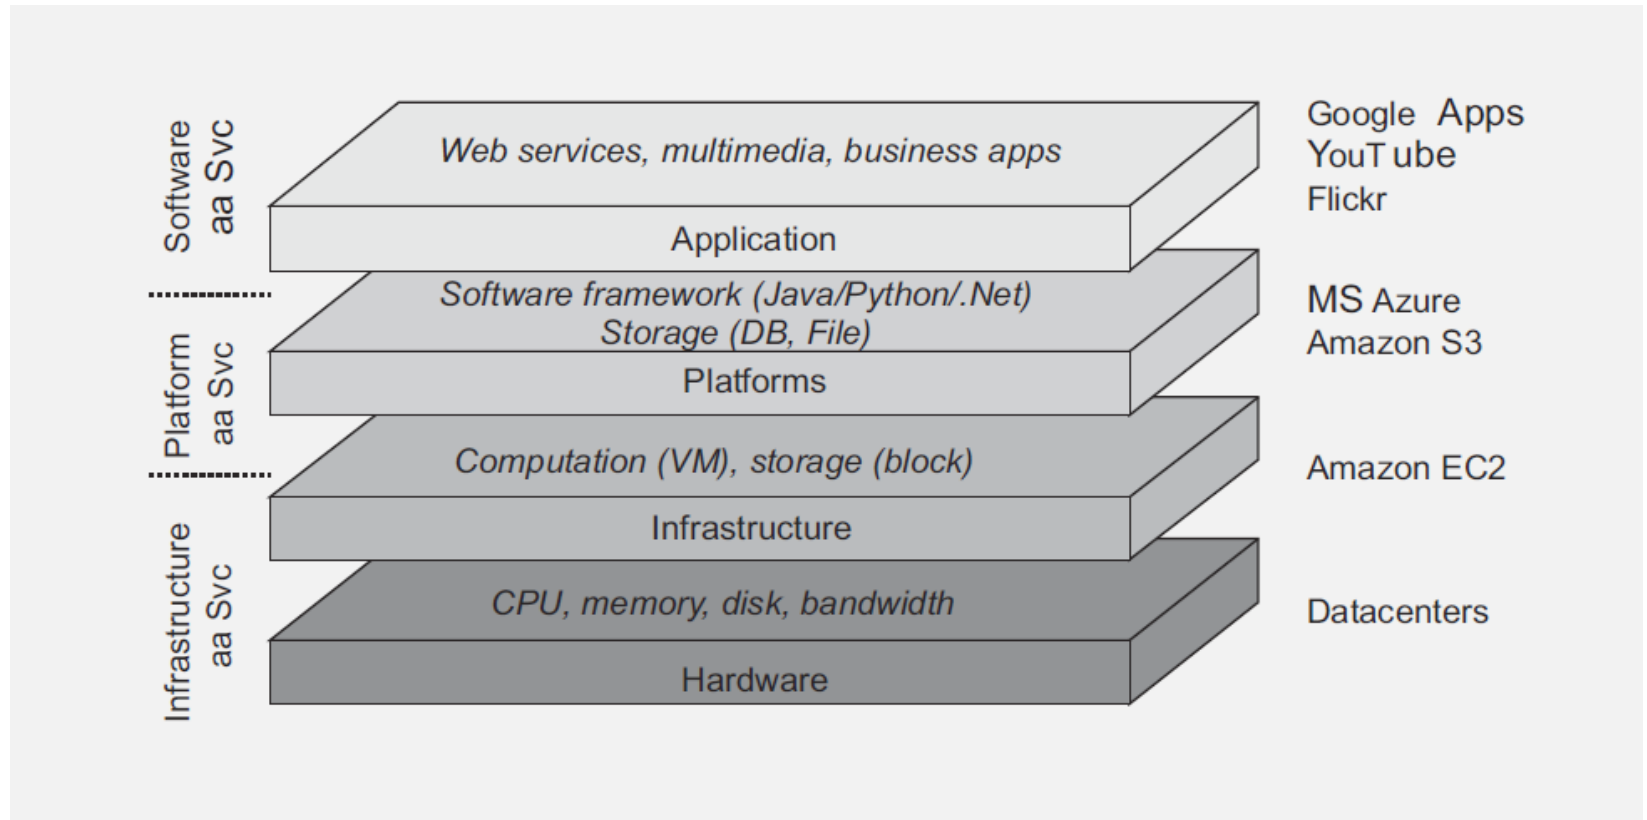 Software
aa Svc
Web services, multimedia, business apps
Application
Google Apps
YouTube
Flickr
Platform
aa Svc
Software framework (Java/Python/.Net)
Storage (DB, File)
Platforms
MS Azure
Amazon S3
Infrastructure
aa Svc
Computation (VM), storage (block)
Infrastructure
Amazon EC2
CPU, memory, disk, bandwidth
Hardware
Datacenters